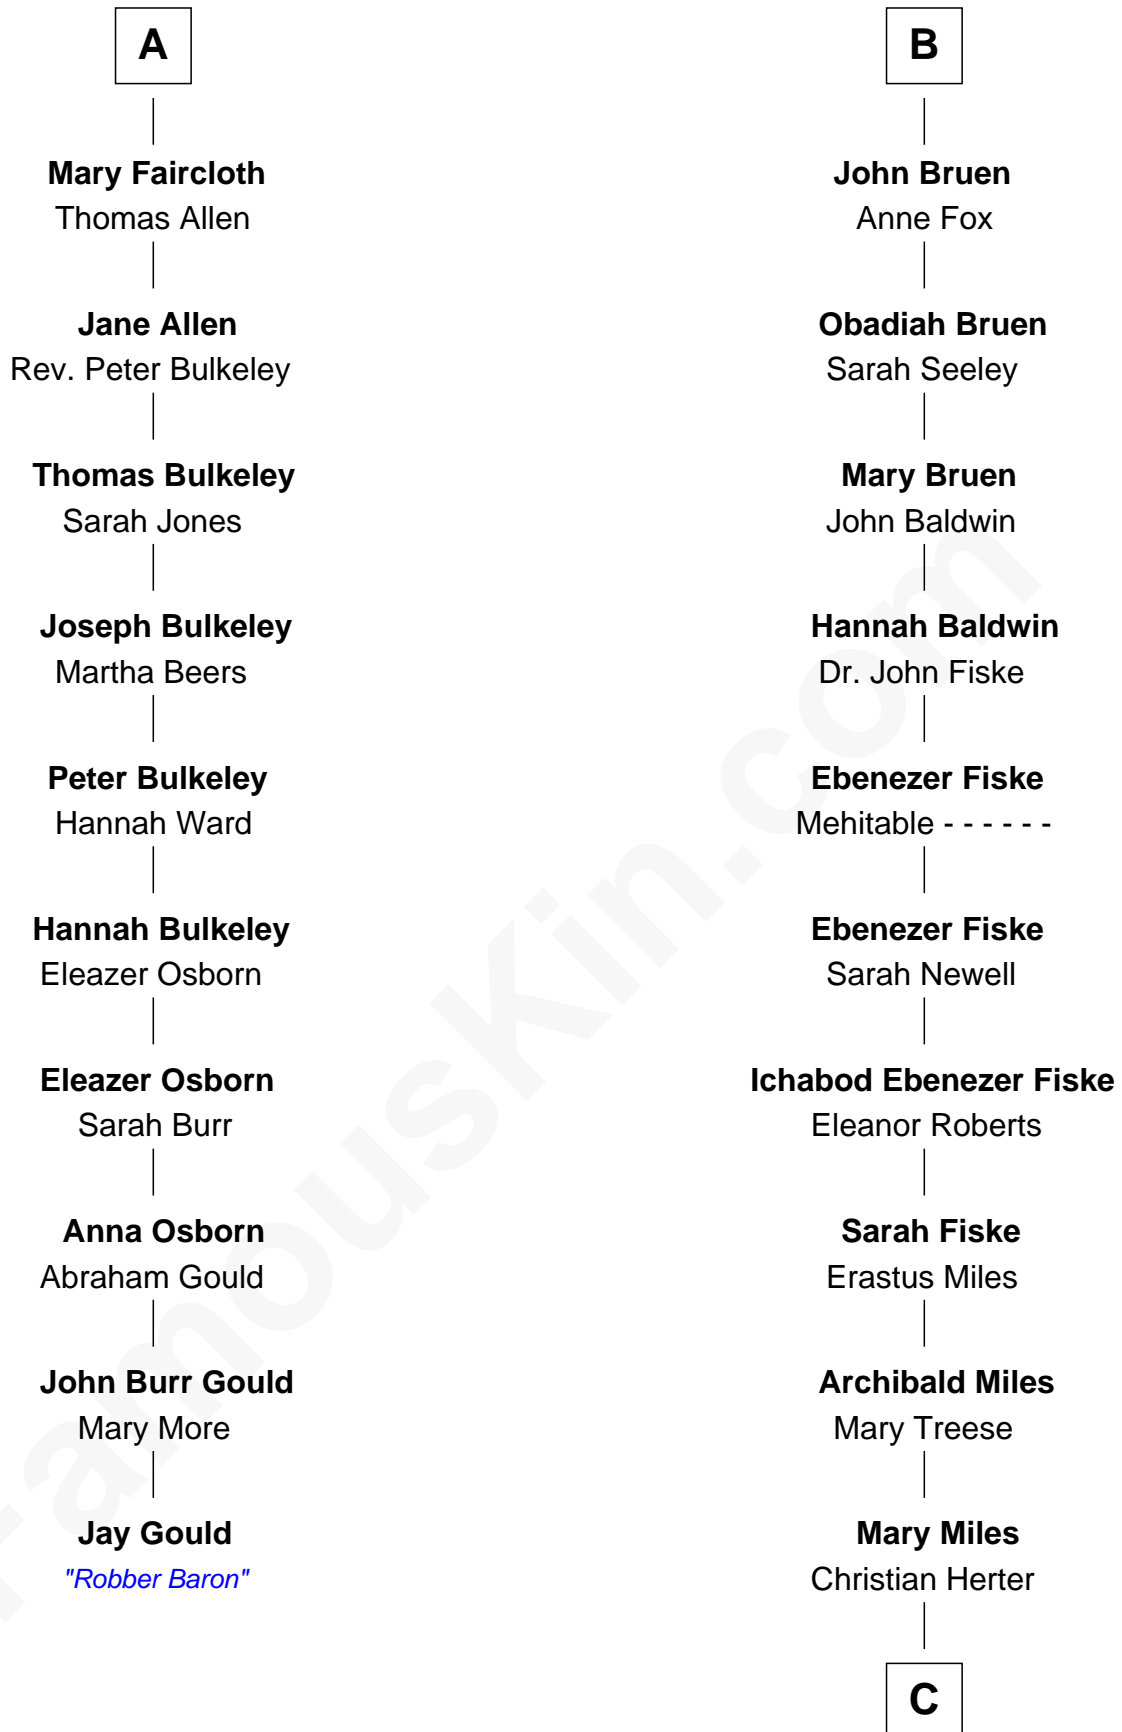 A
Mary Faircloth
Thomas Allen
Jane Allen
Rev. Peter Bulkeley
Thomas Bulkeley
Sarah Jones
Joseph Bulkeley
Martha Beers
Peter Bulkeley
Hannah Ward
Hannah Bulkeley
Eleazer Osborn
Eleazer Osborn
Sarah Burr
Anna Osborn
Abraham Gould
John Burr Gould
Mary More
Jay Gould
"Robber Baron"
B
John Bruen
Anne Fox
Obadiah Bruen
Sarah Seeley
Mary Bruen
John Baldwin
Hannah Baldwin
Dr. John Fiske
Ebenezer Fiske
Mehitable - - - - - -
Ebenezer Fiske
Sarah Newell
Ichabod Ebenezer Fiske
Eleanor Roberts
Sarah Fiske
Erastus Miles
Archibald Miles
Mary Treese
Mary Miles
Christian Herter
C
FamousKin.com